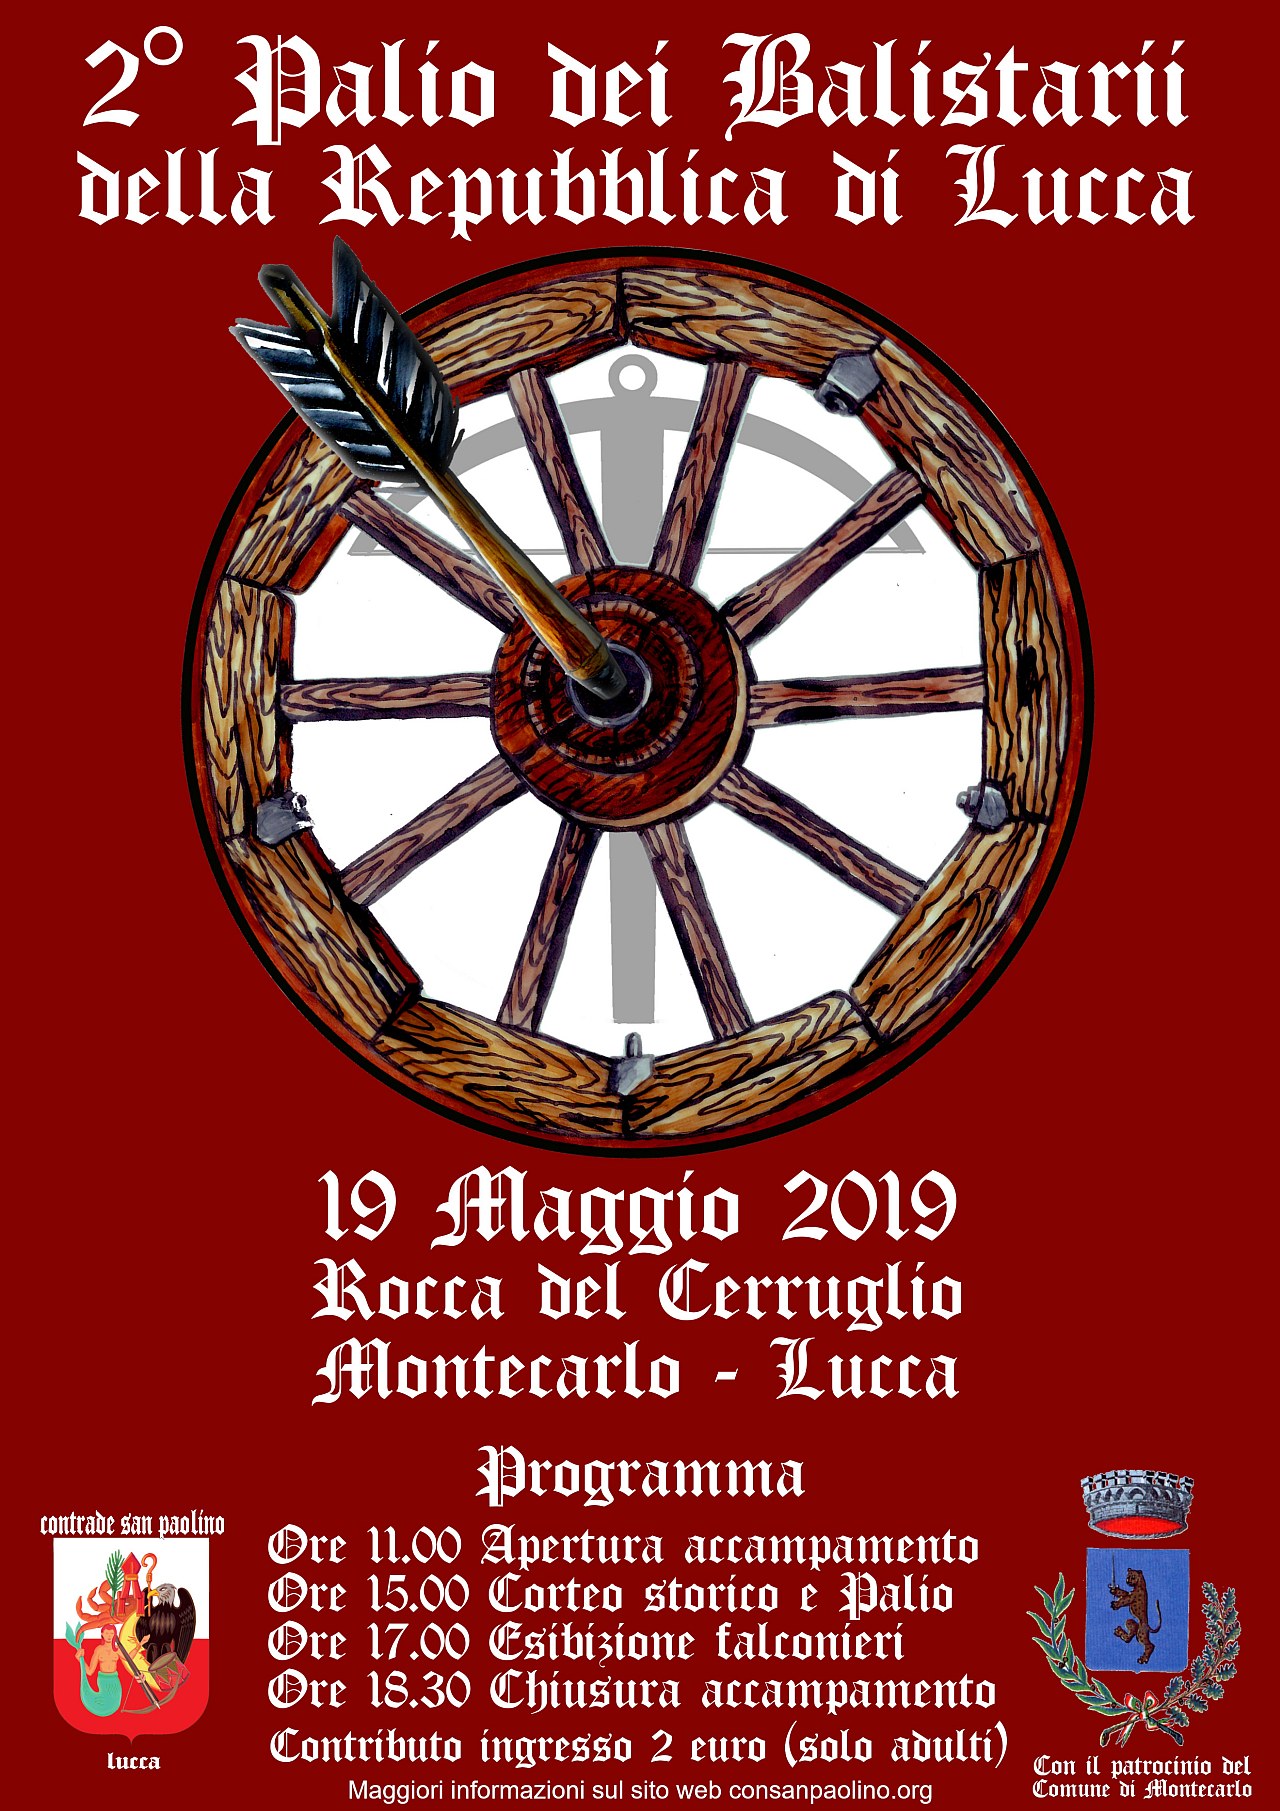 2° Palio dei Balistarii
della Repubblica di Lucca
19 Maggio 2019
Rocca del Cerruglio
Montecarlo - Lucca
Programma
Ore 11.00 Apertura accampamento
Ore 15.00 Corteo storico e Palio
Ore 17.00 Esibizione falconieri
Ore 18.30 Chiusura accampamento
Contributo ingresso 2 euro (solo adulti)
Maggiori informazioni sul sito web consanpaolino.org
contrade san paolino
lucca
Con il patrocinio del
Comune di Montecarlo